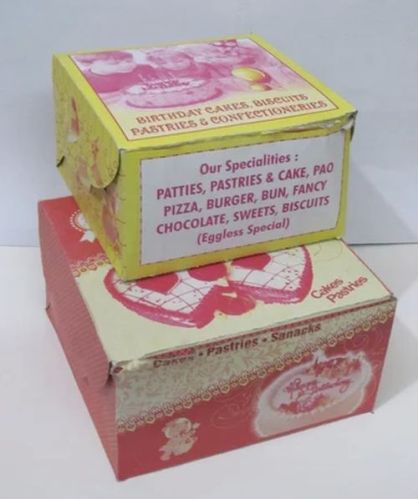 BIRTHDAY CAKES, BISCUITS
PASTRIES & CONFECTIONERIES
Our Specialities :
PATTIES, PASTRIES & CAKE, PAO
PIZZA, BURGER, BUN, FANCY
CHOCOLATE, SWEETS, BISCUITS
(Eggless Special)
Cakes
Pastries
Cakes • Pastries • Sanacks
Happy
Birthday